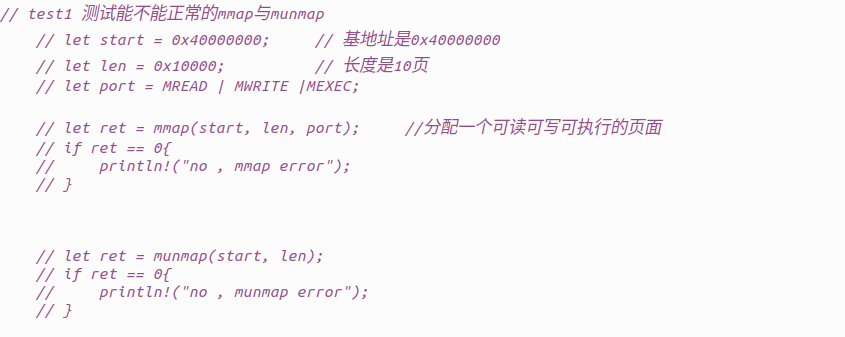 // test1 测试能不能正常的mmap与munmap
// let start = 0x40000000;     // 基地址是0x40000000
// let len = 0x10000;          // 长度是10页
// let port = MREAD | MWRITE |MEXEC;
// let ret = mmap(start, len, port);     //分配一个可读可写可执行的页面
// if ret == 0{
//     println!("no , mmap error");
// }
// let ret = munmap(start, len);
// if ret == 0{
//     println!("no , munmap error");
// }